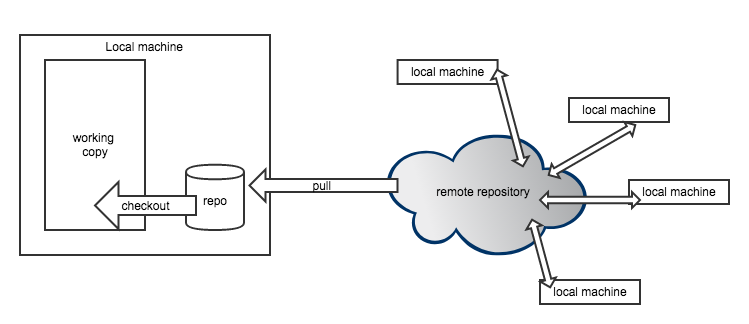 Local machine
working
copy
checkout
repo
pull
remote repository
local machine
local machine
local machine
local machine